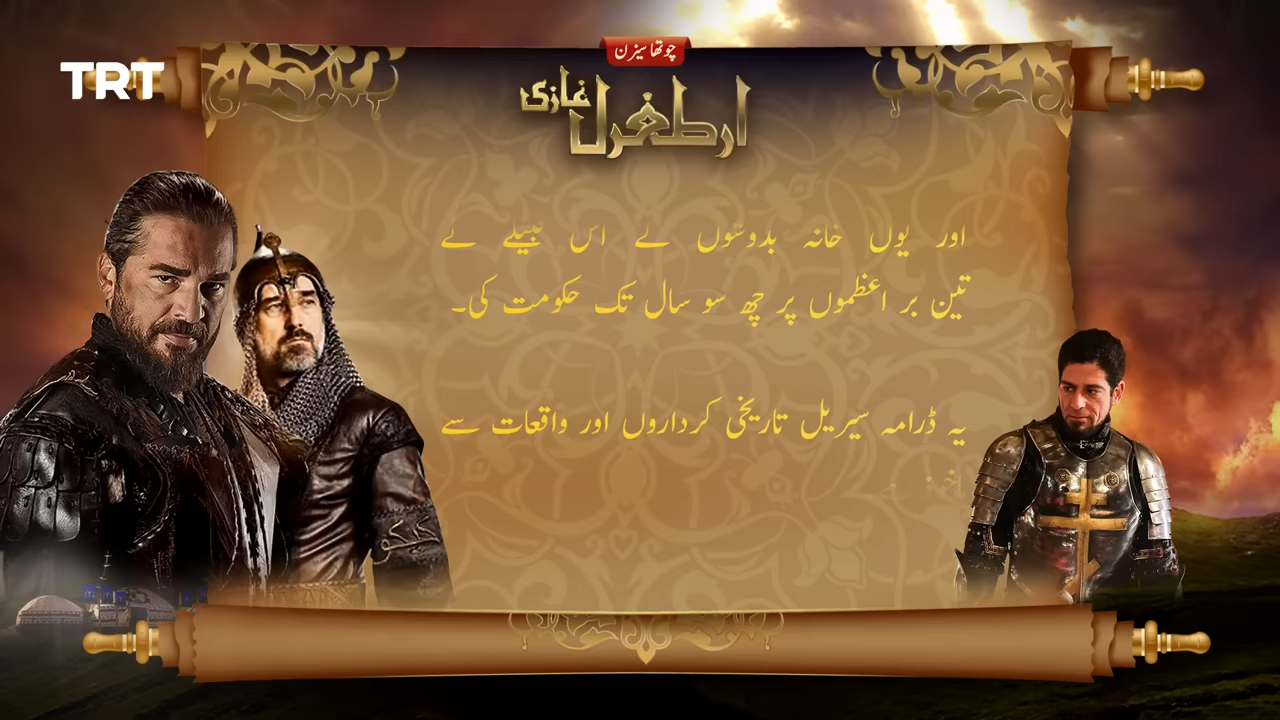 TRT
چوتھا سیزن
ارطغرل غازی
اور یوں خانہ بدوشوں کے اس قبیلے نے
تین بر اعظموں پر چھ سو سال تک حکومت کی۔
یہ ڈرامہ سیریل تاریخی کرداروں اور واقعات سے